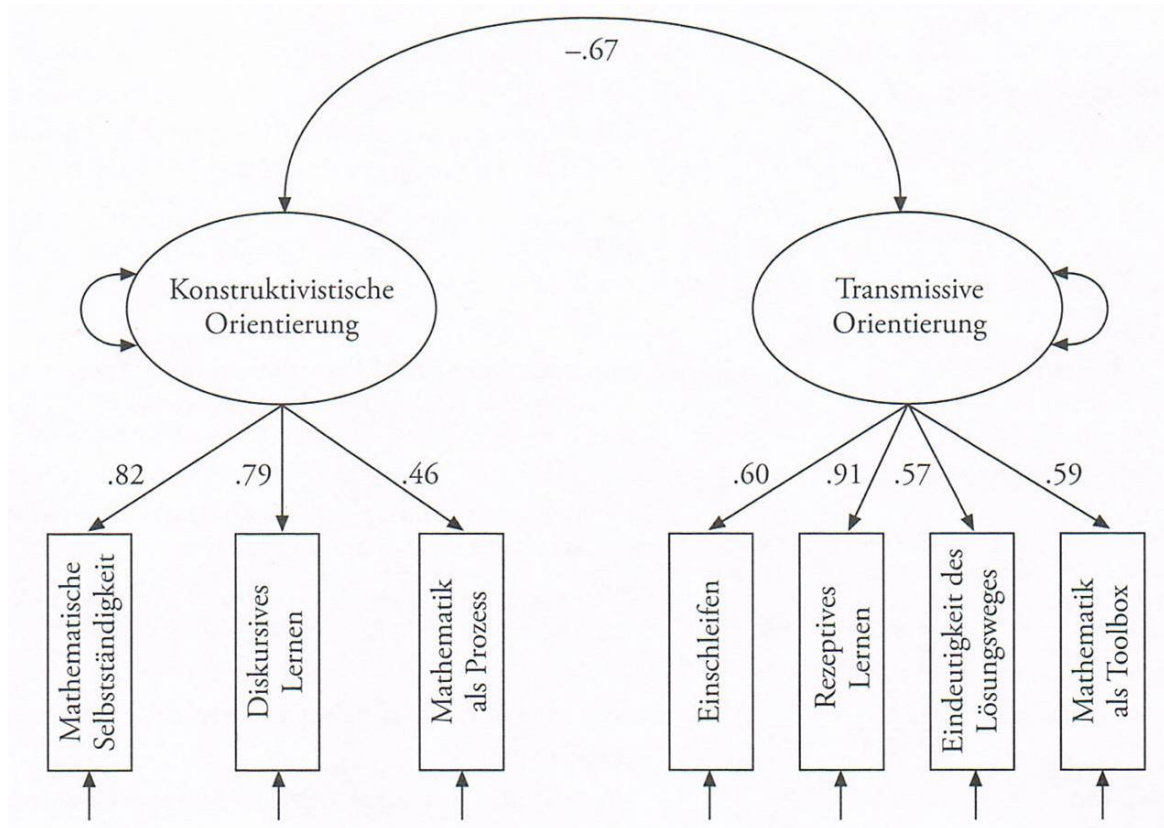 –.67
Konstruktivistische
Orientierung
Transmissive
Orientierung
.82
.79
.46
.60
.91
.57
.59
Mathematische
Selbstständigkeit
Diskursives
Lernen
Mathematik
als Prozess
Einschleifen
Rezeptives
Lernen
Eindeutigkeit des
Lösungsweges
Mathematik
als Toolbox